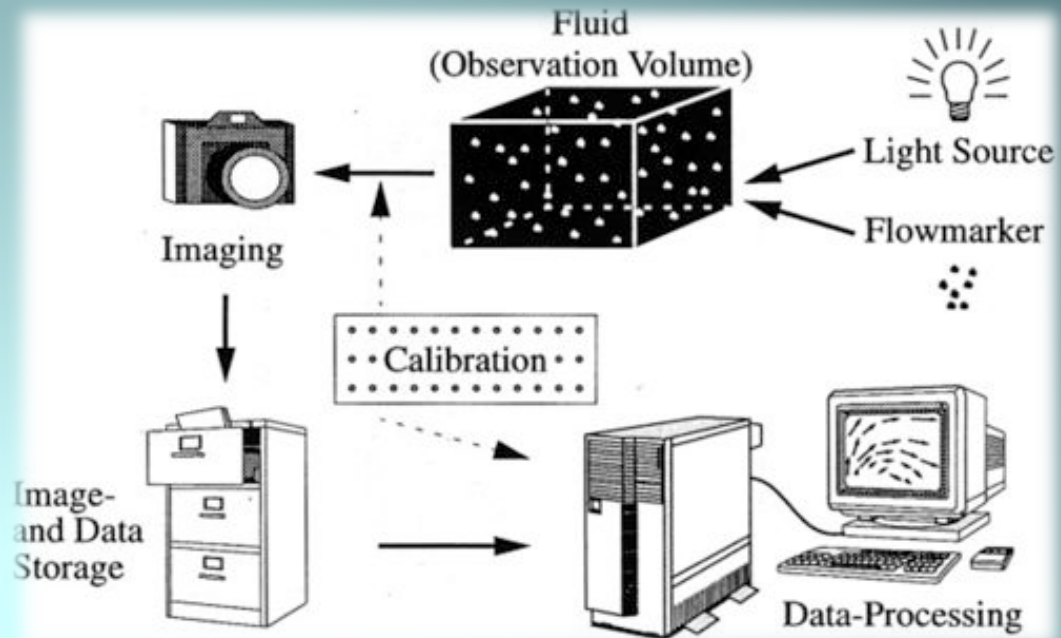 Fluid
(Observation Volume)
Light Source
Flowmarker
Imaging
Calibration
Image-
and Data
Storage
Data-Processing